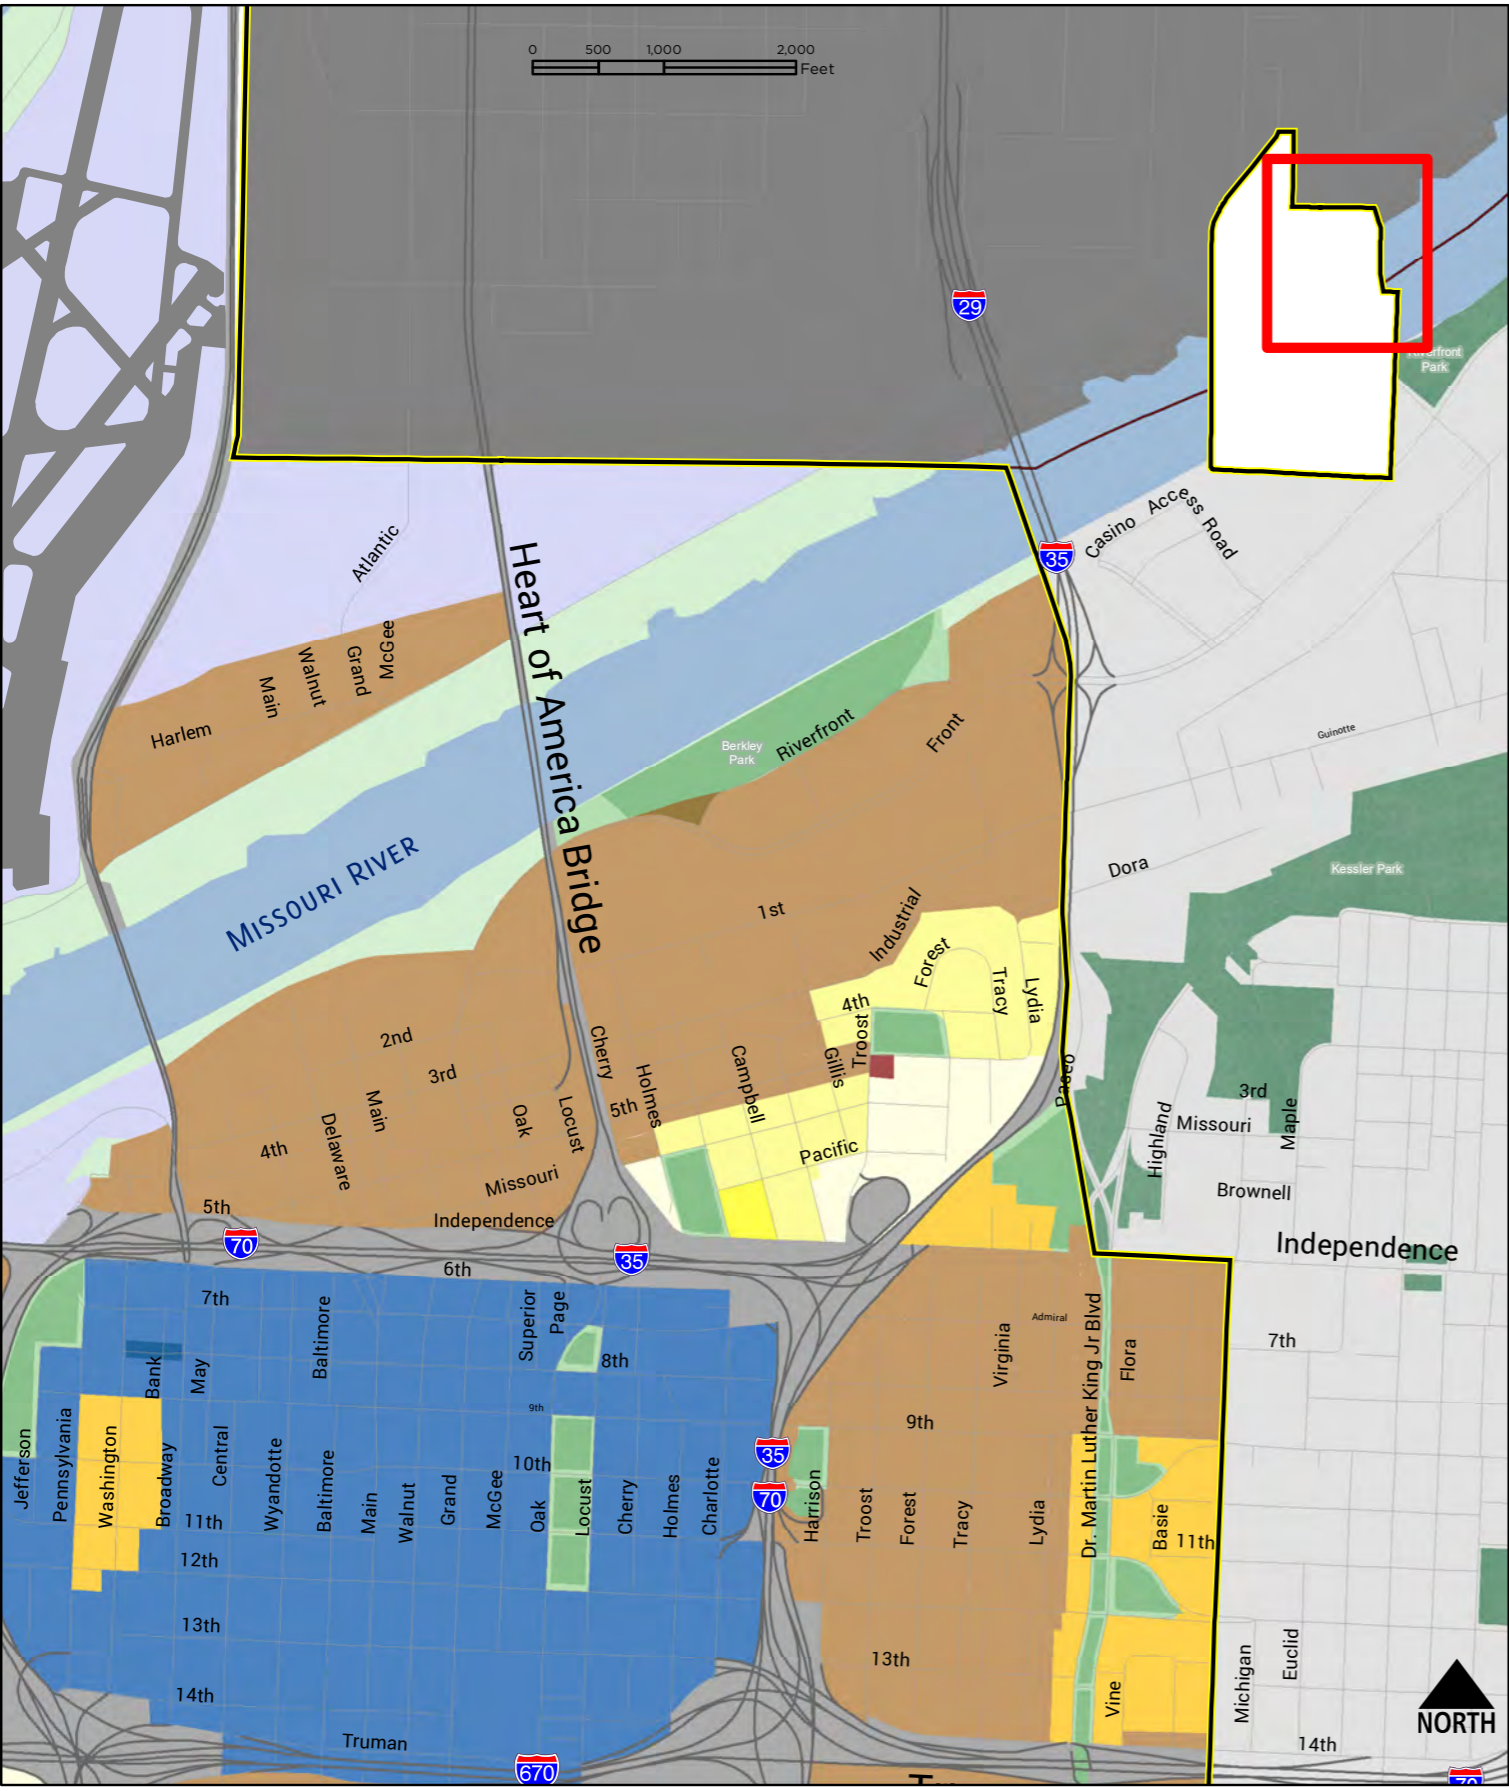 0 500 1,000 2,000
Feet
29
Riverfront
Park
35
Casino Access Road
Atlantic
Heart of America Bridge
McGee
Grand
Walnut
Main
Harlem
Guinotte
Front
Riverfront
Berkley
Park
MISSOURI RIVER
Dora
Kessler Park
1st
Industrial
Forest
Tracy
Lydia
4th
Troost
Gillis
2nd
3rd
Main
Delaware
4th
Oak
Locust
Cherry
Holmes
5th
Campbell
Pacific
Paseo
3rd
Missouri
Maple
Highland
Brownell
Missouri
5th
Independence
Independence
70
35
6th
7th
Baltimore
Superior
Page
8th
Bank
May
9th
Admiral
Virginia
Dr. Martin Luther King Jr Blvd
Flora
7th
Jefferson
Pennsylvania
Washington
Broadway
Central
Wyandotte
Baltimore
Main
Walnut
Grand
McGee
10th
Oak
Locust
Cherry
Holmes
Charlotte
35
70
Harrison
9th
Troost
Forest
Tracy
Lydia
Basie
11th
11th
12th
13th
13th
14th
Truman
670
Vine
Michigan
Euclid
14th
NORTH
70